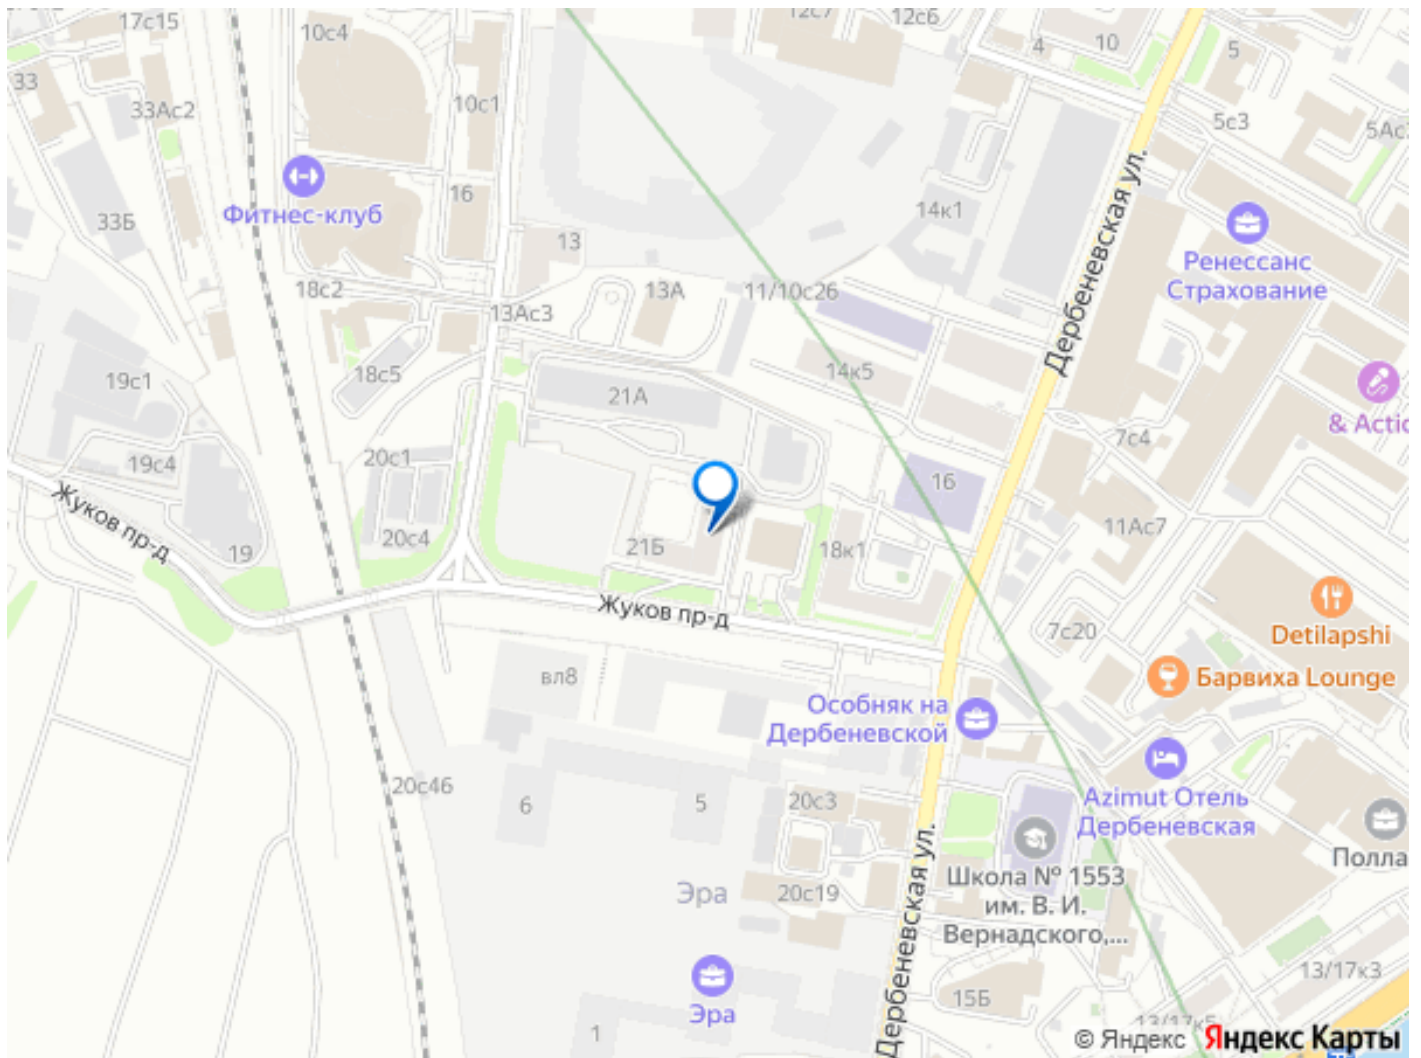 17с15
10с4
12с7
12с6
4
10
5
33
33Ас2
10с1
5с3
5Ас
33Б
Фитнес-клуб
16
14к1
Дербеневская ул.
13
Ренессанс
Страхование
18с2
13А
11/10с26
13Ас3
19с1
18с5
21А
14к5
& Actic
7с4
19с4
20с1
16
Жуков пр-д
19
20с4
21Б
18к1
11Ас7
Жуков пр-д
7с20
Detilapshi
вл8
Барвиха Lounge
Особняк на
Дербеневской
20с46
6
5
20с3
Azimut Отель
Дербеневская
Дербеневская ул.
Полла
Школа № 1553
им. В. И.
Вернадского,...
Эра
20с19
13/17к3
Эра
15Б
13/17к5
1
© Яндекс Яндекс Карты